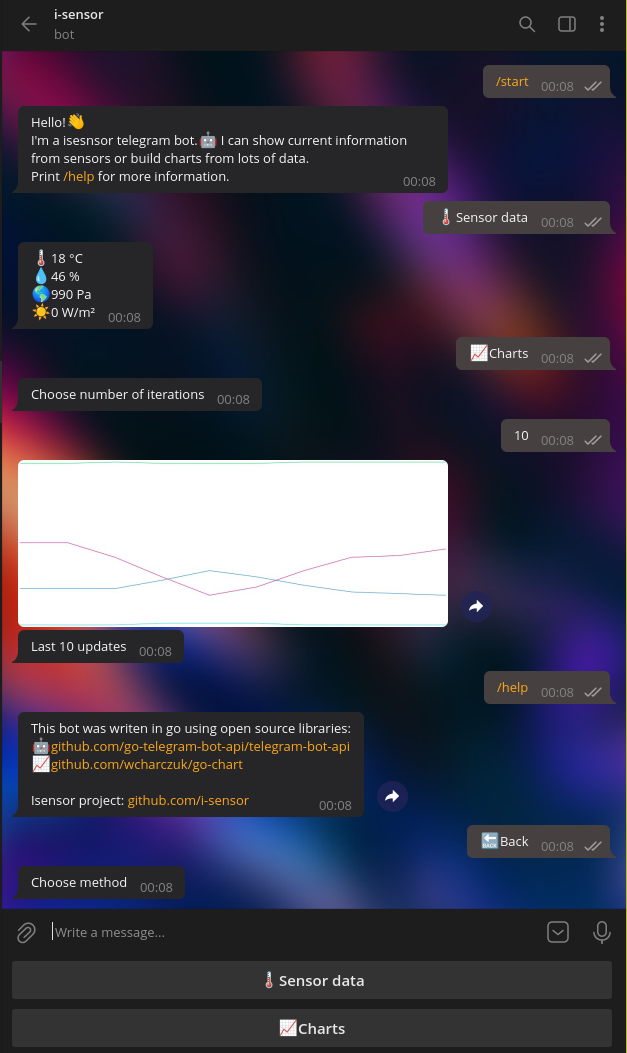 i-sensor
bot
/start 00:08
Hello!👋
I'm a isesnsor telegram bot.🤖 I can show current information
from sensors or build charts from lots of data.
Print /help for more information.
00:08
🌡Sensor data 00:08
🌡18 °C
💧46 %
🌎990 Pa
☀️0 W/m² 00:08
📈Charts 00:08
Choose number of iterations 00:08
10 00:08
Last 10 updates 00:08
/help 00:08
This bot was writen in go using open source libraries:
🤖github.com/go-telegram-bot-api/telegram-bot-api
📈github.com/wcharczuk/go-chart
Isensor project: github.com/i-sensor 00:08
🔙Back 00:08
Choose method 00:08
Write a message...
🌡Sensor data
📈Charts